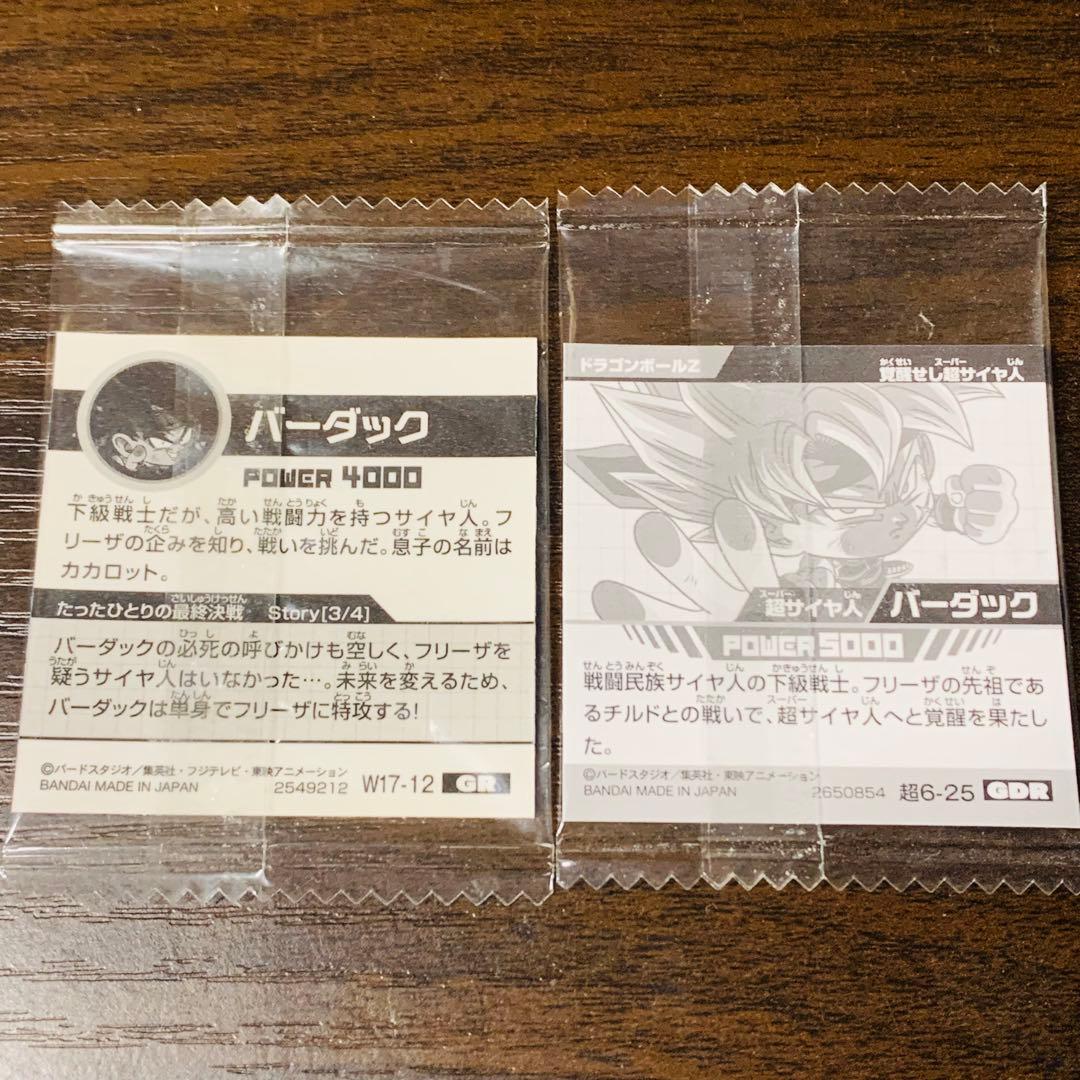 バーダック
POWER 4000
下級戦士だが、高い戦闘力を持つサイヤ人。フ
リーザの企みを知り、戦いを挑んだ。息子の名前は
カカロット。
たったひとりの最終決戦 Story[3/4]
バーダックの必死の呼びかけも空しく、フリーザを
疑うサイヤ人はいなかった…。未来を変えるため、
バーダックは単身でフリーザに特攻する!
©バードスタジオ/集英社・フジテレビ・東映アニメーション
BANDAI MADE IN JAPAN 2549212 W17-12 GR
ドラゴンボールZ 覚醒せし超サイヤ人
超サイヤ人 バーダック
POWER 5000
戦闘民族サイヤ人の下級戦士。フリーザの先祖であ
るチルドとの戦いで、超サイヤ人へと覚醒を果たし
た。
©バードスタジオ/集英社・東映アニメーション
BANDAI MADE IN JAPAN 2650854 超6-25 GDR